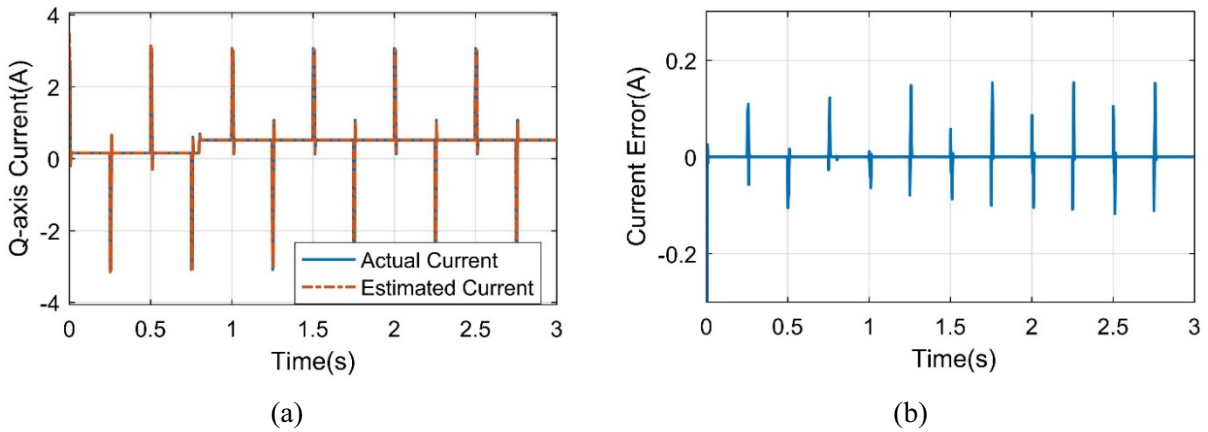 Q-axis Current(A)
4
2
0
-2
-4
Actual Current
Estimated Current
0 0.5 1 1.5 2 2.5 3
Time(s)
(a)
Current Error(A)
0.2
0
-0.2
0 0.5 1 1.5 2 2.5 3
Time(s)
(b)